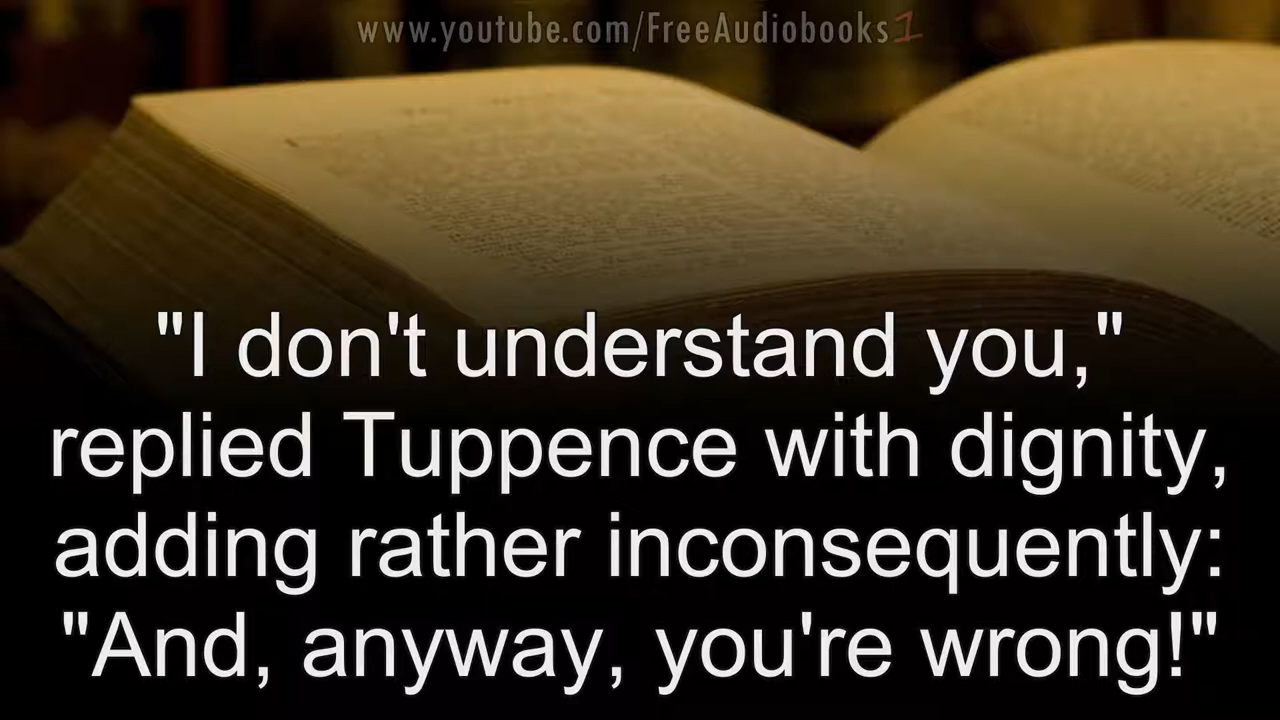 www.youtube.com/FreeAudiobooks1
"I don't understand you,"
replied Tuppence with dignity,
adding rather inconsequently:
"And, anyway, you're wrong!"